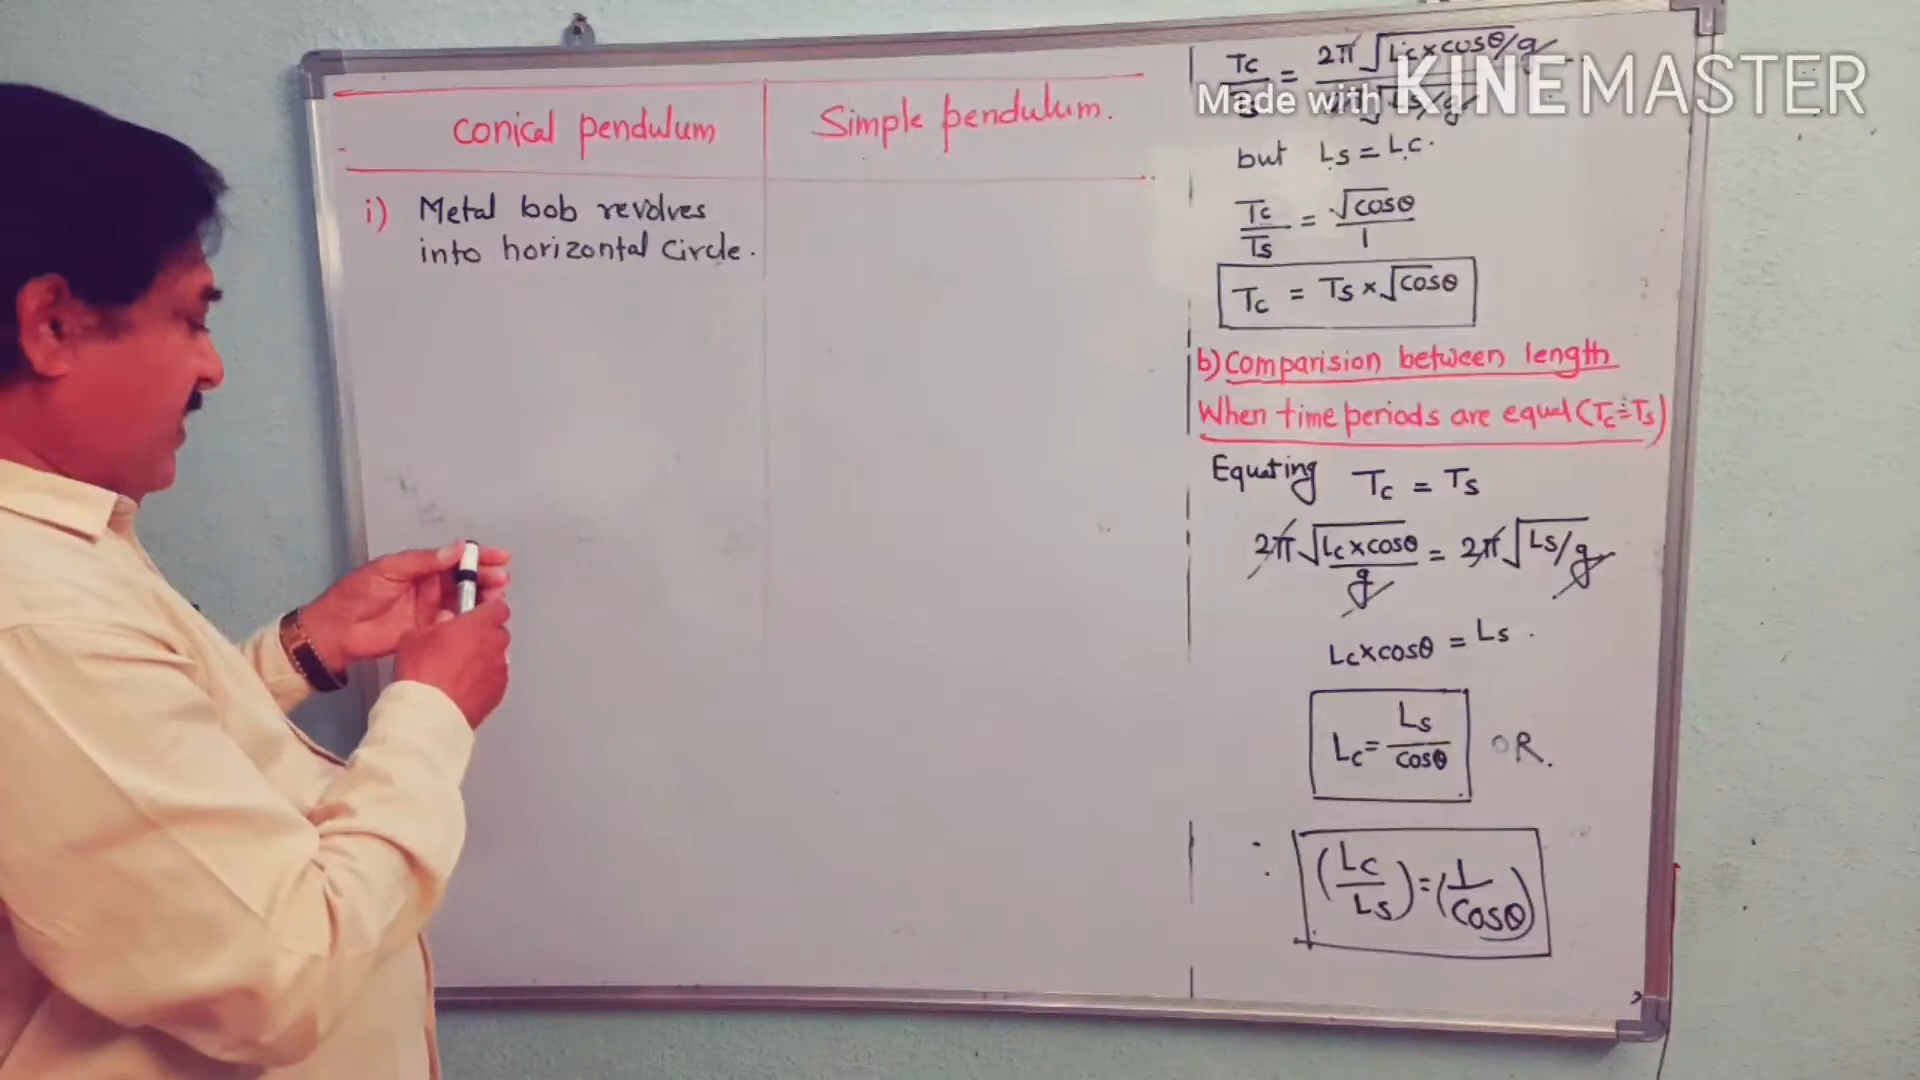 Conical pendulum
Simple pendulum.
i) Metal bob revolves
into horizontal Circle.
Tc = 2π √Lc×cosθ/g
Made with KINEMASTER
√Ls/g
but Ls = Lc.
Tc/Ts = √cosθ/1
Tc = Ts × √cosθ
b) Comparision between length
When time periods are equal (Tc=Ts)
Equating Tc = Ts
2π √Lc×cosθ/g = 2π √Ls/g
Lc×cosθ = Ls.
Lc = Ls/cosθ OR.
∴ (Lc/Ls) = (1/cosθ)